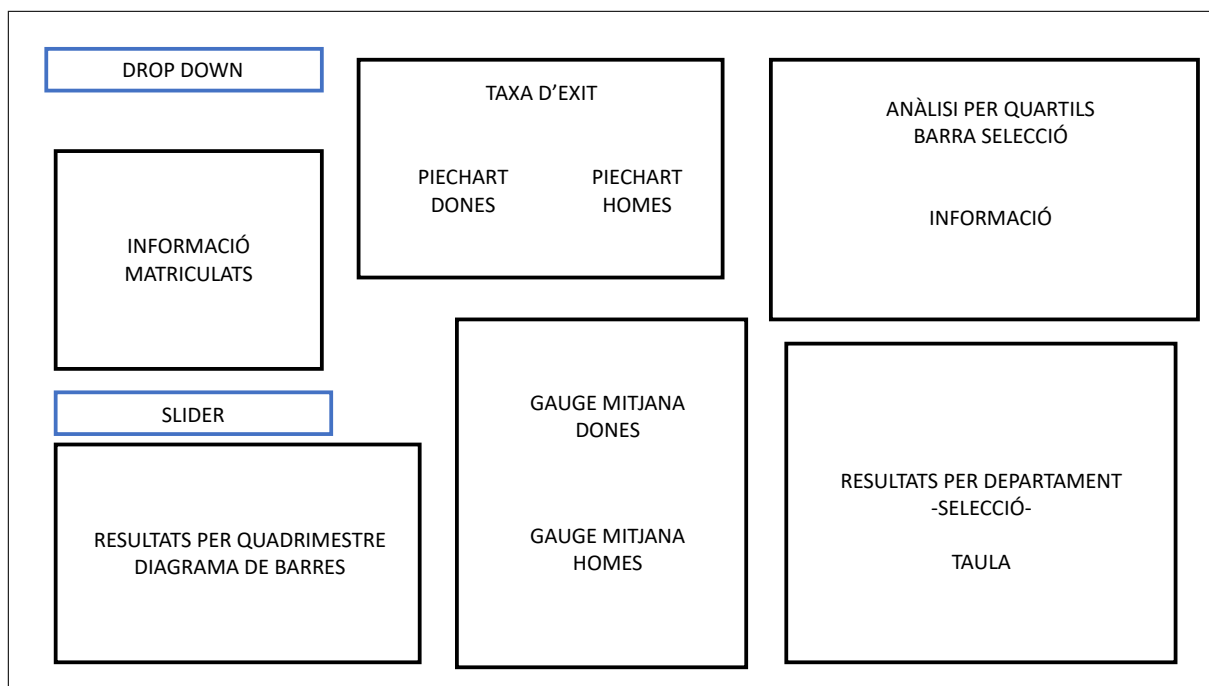 DROP DOWN
INFORMACIÓ
MATRICULATS
SLIDER
RESULTATS PER QUADRIMESTRE
DIAGRAMA DE BARRES
TAXA D’EXIT
PIECHART
DONES
PIECHART
HOMES
GAUGE MITJANA
DONES
GAUGE MITJANA
HOMES
ANÀLISI PER QUARTILS
BARRA SELECCIÓ
INFORMACIÓ
RESULTATS PER DEPARTAMENT
-SELECCIÓ-
TAULA